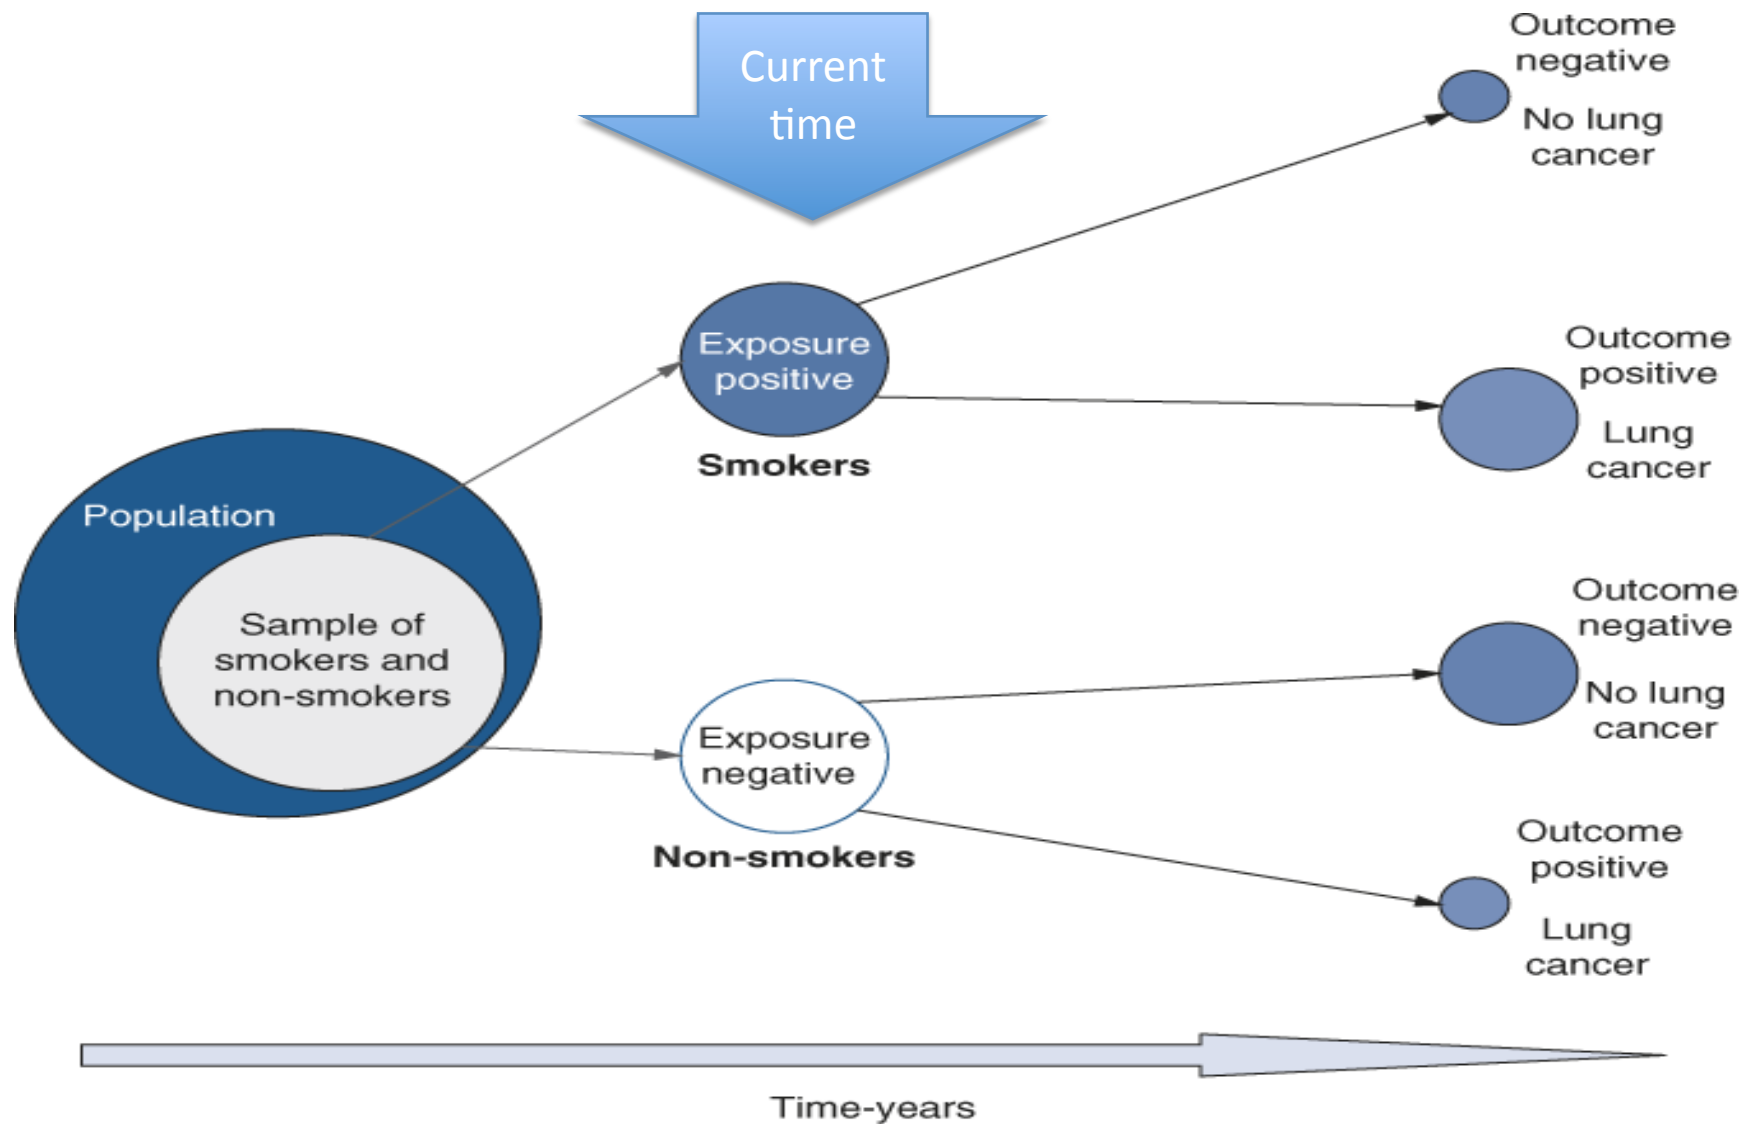 Current
time
Outcome
negative
No lung
cancer
Exposure
positive
Smokers
Outcome
positive
Lung
cancer
Population
Sample of
smokers and
non-smokers
Exposure
negative
Non-smokers
Outcome
negative
No lung
cancer
Outcome
positive
Lung
cancer
Time-years